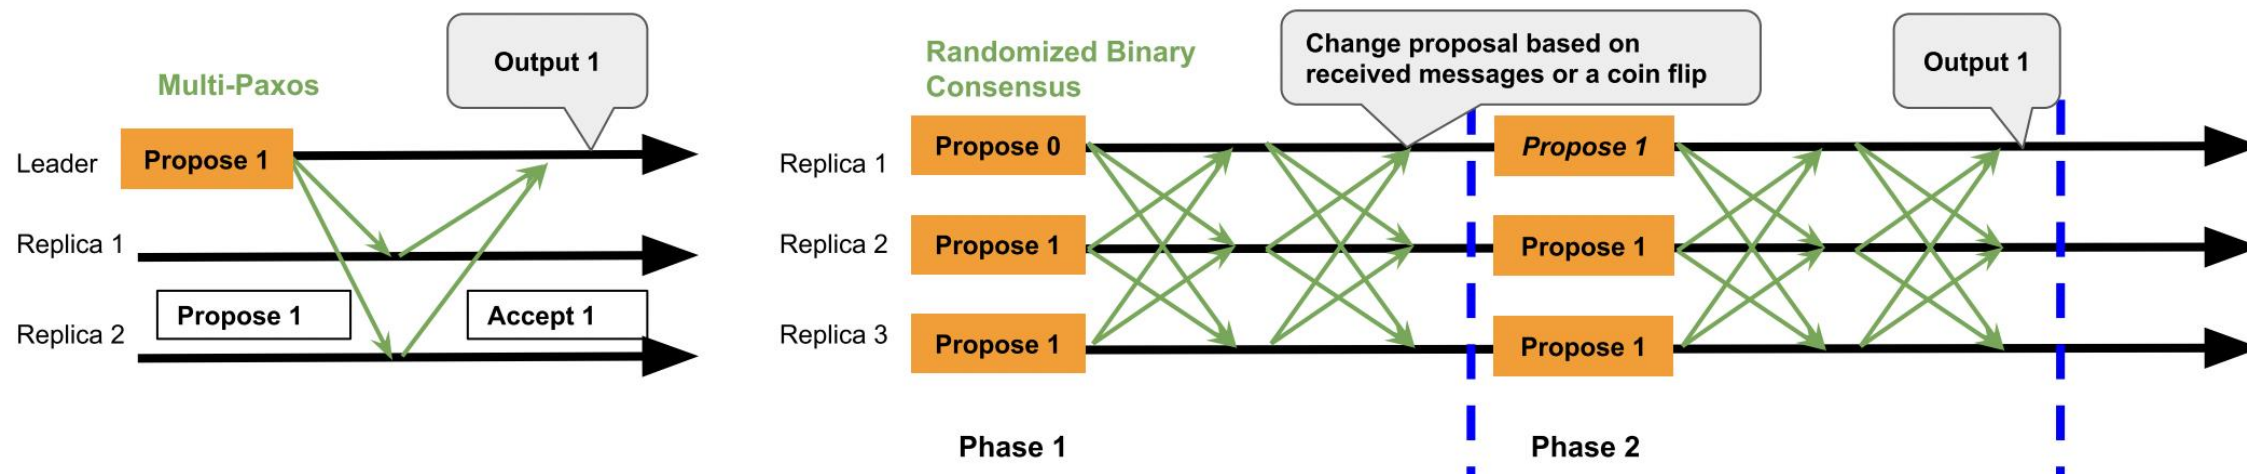 Multi-Paxos
Output 1
Leader
Propose 1
Replica 1
Propose 1
Accept 1
Replica 2
Randomized Binary
Consensus
Change proposal based on
received messages or a coin flip
Output 1
Replica 1
Propose 0
Propose 1
Replica 2
Propose 1
Propose 1
Replica 3
Propose 1
Propose 1
Phase 1
Phase 2